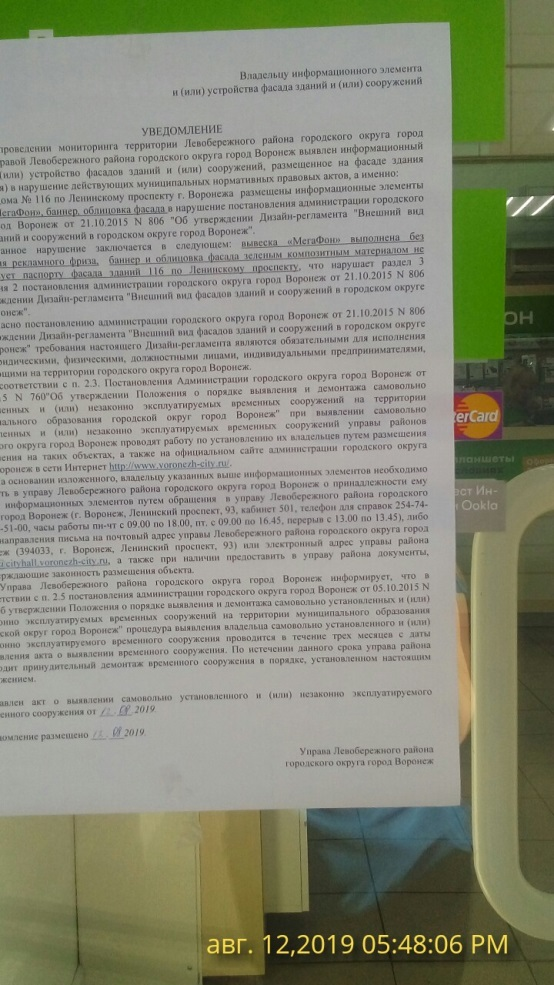 Владельцу информационного элемента
и (или) устройства фасада зданий и (или) сооружений
УВЕДОМЛЕНИЕ
проведении мониторинга территории Левобережного района городского округа город
равой Левобережного района городского округа город Воронеж выявлен информационный
(или) устройство фасадов зданий и (или) сооружений, размещенное на фасаде здания
я) в нарушение действующих муниципальных нормативных правовых актов, а именно:
дома № 116 по Ленинскому проспекту г. Воронежа размещены информационные элементы
МегаФон», баннер, облицовка фасада в нарушение постановления администрации городского
од Воронеж от 21.10.2015 N 806 "Об утверждении Дизайн-регламента "Внешний вид
аний и сооружений в городском округе город Воронеж".
анное нарушение заключается в следующем: вывеска «МегаФон» выполнена без
ия рекламного фриза, баннер и облицовка фасада зеленым композитным материалом не
ует паспорту фасада зданий 116 по Ленинскому проспекту, что нарушает раздел 3
ия 2 постановления администрации городского округа город Воронеж от 21.10.2015 N 806
ждении Дизайн-регламента "Внешний вид фасадов зданий и сооружений в городском округе
онеж".
асно постановлению администрации городского округа город Воронеж от 21.10.2015 N 806
рждении Дизайн-регламента "Внешний вид фасадов зданий и сооружений в городском округе
ронеж" требования настоящего Дизайн-регламента являются обязательными для исполнения
ридическими, физическими, должностными лицами, индивидуальными предпринимателями,
ющими на территории городского округа город Воронеж.
соответствии с п. 2.3. Постановления Администрации городского округа город Воронеж от
5 N 760"Об утверждении Положения о порядке выявления и демонтажа самовольно
енных и (или) незаконно эксплуатируемых временных сооружений на территории
ального образования городской округ город Воронеж" при выявлении самовольно
ленных и (или) незаконно эксплуатируемых временных сооружений управы районов
ого округа город Воронеж проводят работу по установлению их владельцев путем размещения
ения на таких объектах, а также на официальном сайте администрации городского округа
оронеж в сети Интернет http://www.voronezh-city.ru/.
а основании изложенного, владельцу указанных выше информационных элементов необходимо
ть в управу Левобережного района городского округа город Воронеж о принадлежности ему
информационных элементов путем обращения в управу Левобережного района городского
город Воронеж (г. Воронеж, Ленинский проспект, 93, кабинет 501, телефон для справок 254-74-
-51-00, часы работы пн-чт с 09.00 по 18.00, пт. с 09.00 по 16.45, перерыв с 13.00 по 13.45), либо
направления письма на почтовый адрес управы Левобережного района городского округа город
еж (394033, г. Воронеж, Ленинский проспект, 93) или электронный адрес управы района
@cityhall.voronezh-city.ru, а также при наличии предоставить в управу района документы,
ерждающие законность размещения объекта.
Управа Левобережного района городского округа город Воронеж информирует, что в
етствии с п. 2.5 постановления администрации городского округа город Воронеж от 05.10.2015 N
б утверждении Положения о порядке выявления и демонтажа самовольно установленных и (или)
онно эксплуатируемых временных сооружений на территории муниципального образования
ской округ город Воронеж" процедура выявления владельца самовольно установленного и (или)
онно эксплуатируемого временного сооружения проводится в течение трех месяцев с даты
вления акта о выявлении временного сооружения. По истечении данного срока управа района
одит принудительный демонтаж временного сооружения в порядке, установленном настоящим
жением.
авлен акт о выявлении самовольно установленного и (или) незаконно эксплуатируемого
енного сооружения от 12.08 2019.
домление размещено 08 2019.
Управа Левобережного района
городского округа город Воронеж
ОН
erCard
планшеты
ест Ин-
Ookla
авг. 12,2019 05:48:06 PM